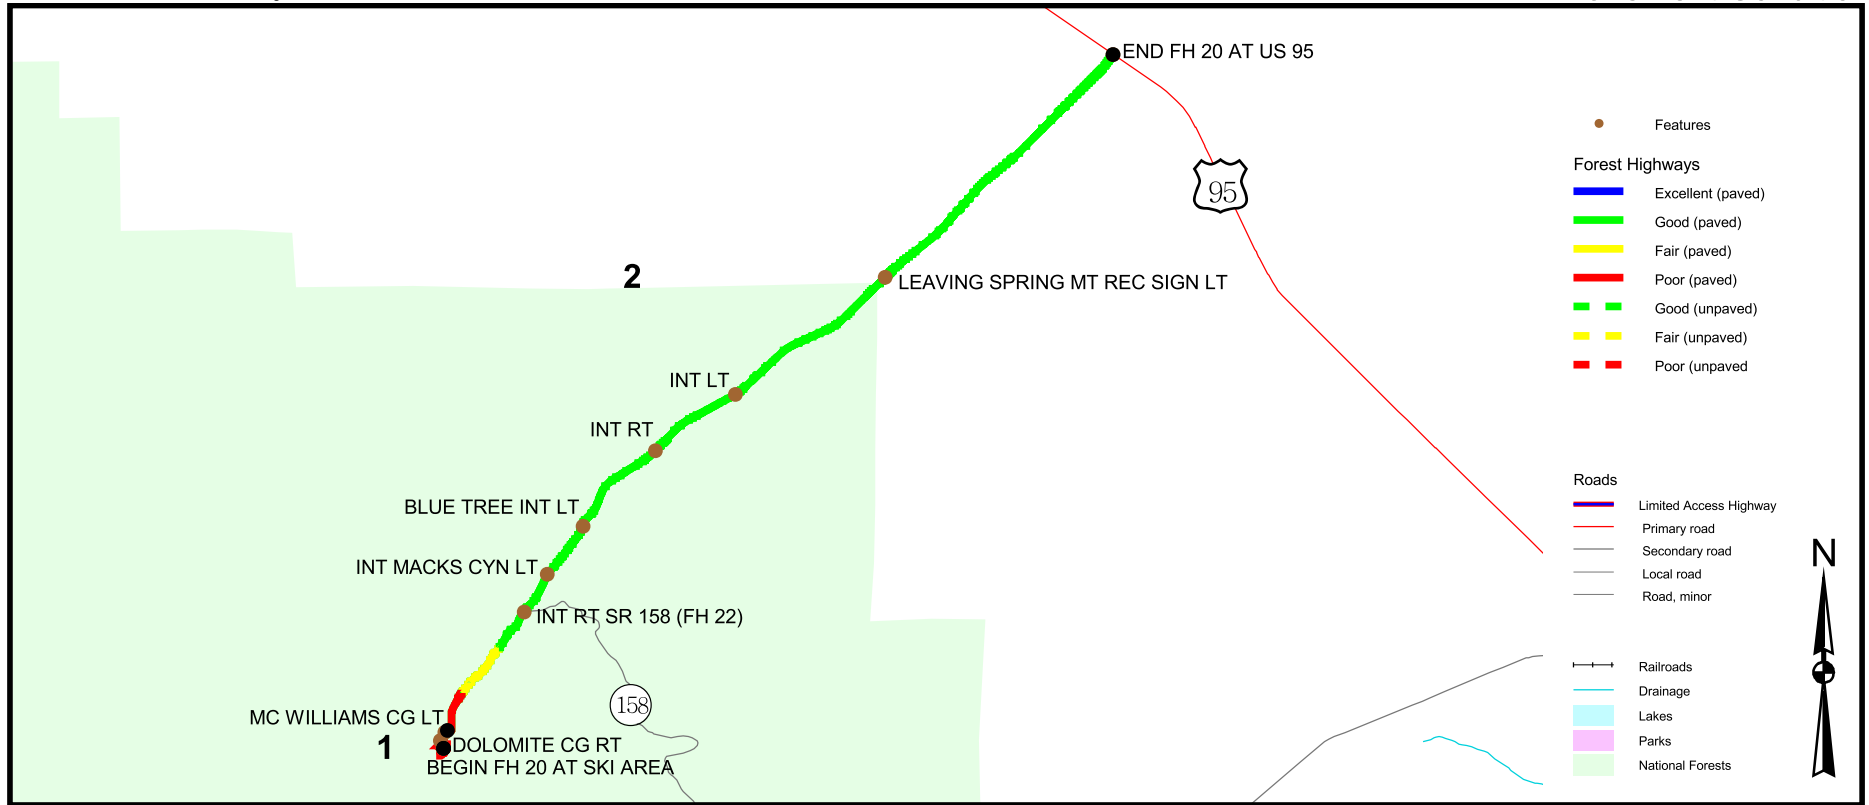 END FH 20 AT US 95
95
2
LEAVING SPRING MT REC SIGN LT
INT LT
INT RT
BLUE TREE INT LT
INT MACKS CYN LT
INT RT SR 158 (FH 22)
158
MC WILLIAMS CG LT
1
DOLOMITE CG RT
BEGIN FH 20 AT SKI AREA
Features
Forest Highways
Excellent (paved)
Good (paved)
Fair (paved)
Poor (paved)
Good (unpaved)
Fair (unpaved)
Poor (unpaved
Roads
Limited Access Highway
Primary road
Secondary road
Local road
Road, minor
N
Railroads
Drainage
Lakes
Parks
National Forests